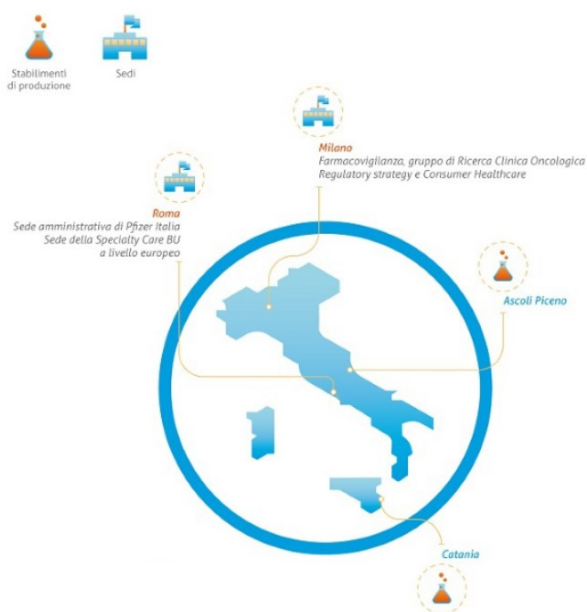 Stabilimenti
di produzione
Sedi
Milano
Farmacovigilanza, gruppo di Ricerca Clinica Oncologica
Regulatory strategy e Consumer Healthcare
Roma
Sede amministrativa di Pfizer Italia
Sede della Specialty Care BU
a livello europeo
Ascoli Piceno
Catania